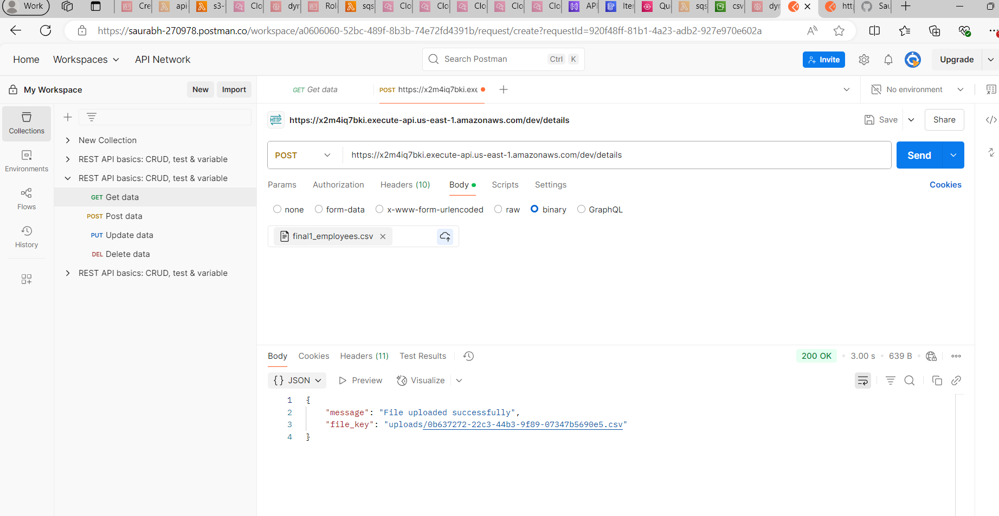 Work
Cre
api-
s3-
Clo
dyn
Role
sqs
Clo
Clo
Clo
Clo
Clo
API
Iter
Que
sqs
csv
dyn
htt
Sau
https://saurabh-270978.postman.co/workspace/a0606060-52bc-489f-8b3b-74e72fd4391b/request/create?requestId=920f48ff-81b1-4a23-adb2-927e970e602a
Home Workspaces API Network Search Postman Ctrl K Invite Upgrade
My Workspace New Import GET Get data POST https://x2m4iq7bki.exe No environment
Collections
Environments
Flows
History
New Collection
REST API basics: CRUD, test & variable
REST API basics: CRUD, test & variable
GET Get data
POST Post data
PUT Update data
DEL Delete data
REST API basics: CRUD, test & variable
HTTP https://x2m4iq7bki.execute-api.us-east-1.amazonaws.com/dev/details Save Share
POST https://x2m4iq7bki.execute-api.us-east-1.amazonaws.com/dev/details Send
Params Authorization Headers (10) Body Scripts Settings Cookies
none form-data x-www-form-urlencoded raw binary GraphQL
final1_employees.csv
Body Cookies Headers (11) Test Results 200 OK • 3.00 s • 639 B
{} JSON Preview Visualize
1 {
2 "message": "File uploaded successfully",
3 "file_key": "uploads/0b637272-22c3-44b3-9f89-07347b5690e5.csv"
4 }